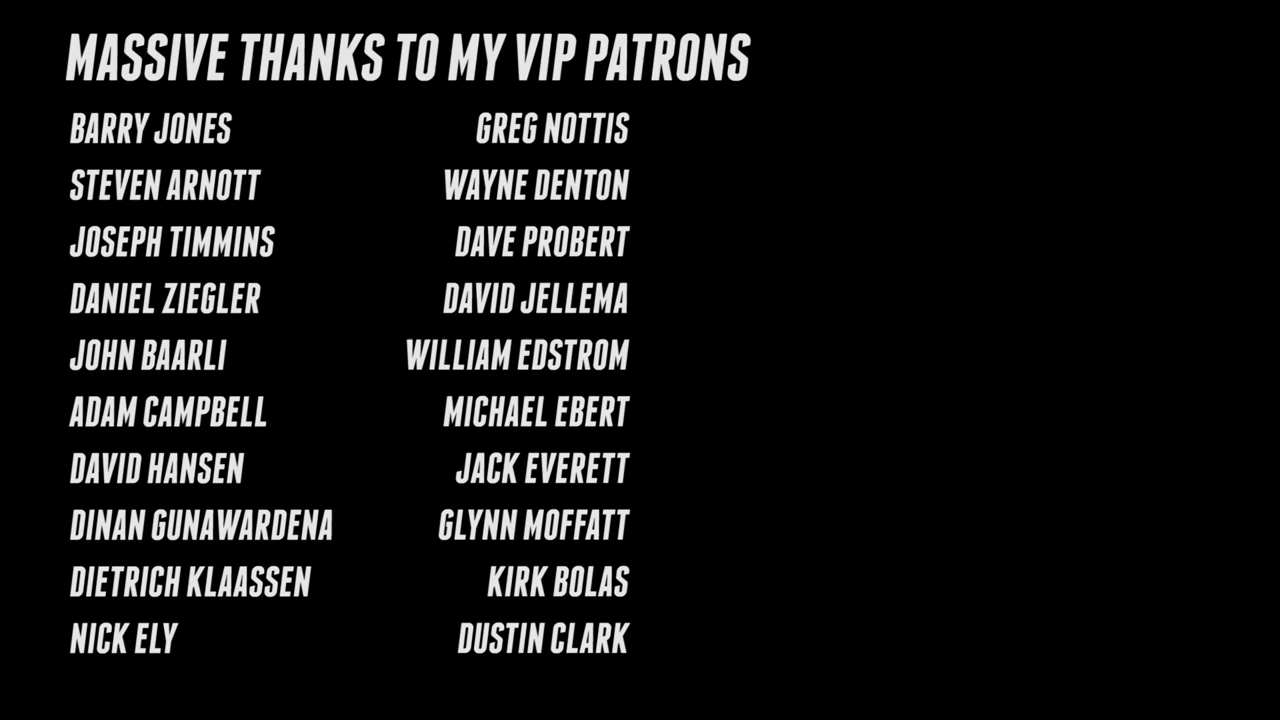 MASSIVE THANKS TO MY VIP PATRONS
BARRY JONES GREG NOTTIS
STEVEN ARNOTT WAYNE DENTON
JOSEPH TIMMINS DAVE PROBERT
DANIEL ZIEGLER DAVID JELLEMA
JOHN BAARLI WILLIAM EDSTROM
ADAM CAMPBELL MICHAEL EBERT
DAVID HANSEN JACK EVERETT
DINAN GUNAWARDENA GLYNN MOFFATT
DIETRICH KLAASSEN KIRK BOLAS
NICK ELY DUSTIN CLARK